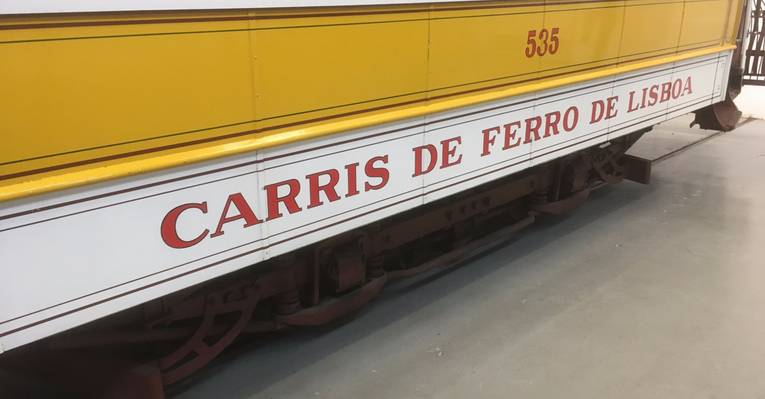 535
CARRIS DE FERRO DE LISBOA